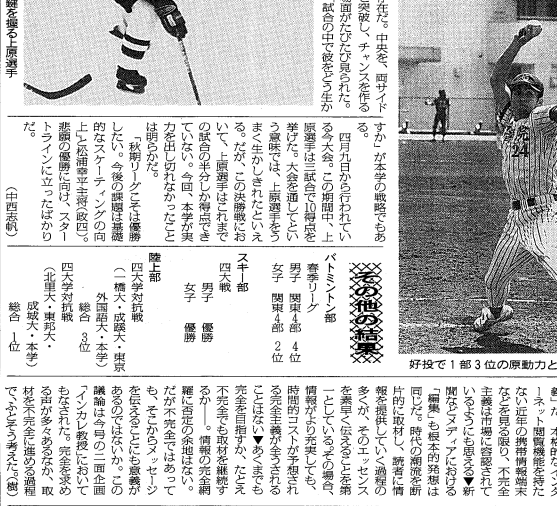 鍵を握る上原選手
在だ。中央を、両サイド
突破し、チャンスを作る
面がたびたび見られた。
試合の中で彼をどう生か
すか」が本学の戦略でもあ
る。
四月九日から行われてい
る今大会。この期間中、上
原選手は三試合で10得点を
挙げた。大会を通してとい
う意味では、上原選手をう
まく生かしきれたといえ
る。だが、この決勝戦にお
いて、上原選手はこれまで
の試合の半分しか得点でき
ていない。今回、本学が実
力を出し切れなかったこと
は明らかだ。
「秋期リーグこそは優勝
したい。今後の課題は基礎
的なスケーティングの向
上」と松浦幸平主将(政四)。
悲願の優勝に向け、スター
トラインに立ったばかり
だ。
(中西志帆)
その他の結果
バトミントン部
春季リーグ
男子 関東4部 4位
女子 関東4部 2位
スキー部
四大戦
男子 優勝
女子 優勝
陸上部
四大学対抗戦
(一橋大・成蹊大・東京
外国語大・本学)
総合 3位
四大学対抗戦
(北里大・東邦大・
成城大・本学)
総合 1位
24
好投で1部3位の原動力と
ーネット閲覧機能を持た
ない近年の携帯情報端末
などを見る限り、不完全
主義は市場に容認されて
いるようにも思える▼新
聞などメディアにおける
「編集」も根本的発想は
同じだ。時代の潮流を断
片的に取材し、読者に情
報を提供していく過程の
多くが、そのエッセンス
を素早く伝えることを第
一としている。その場合、
情報がより充実しても、
時間的コストが予想され
る完全主義が全うされる
ことはない▼あくまでも
完全を目指すか、たとえ
不完全でも取材を継続す
るか―。情報の完全網
羅に否定の余地はない。
だが不完全ではあって
も、そこからメッセージ
を伝えることにも意義が
あるのではないか。この
議論は今号の一面企画
「インカレ教授」において
もなされた。完全を求め
る声が多くあるなか、取
材を不完全に進める過程
で、ふとそう考えた。(樹)